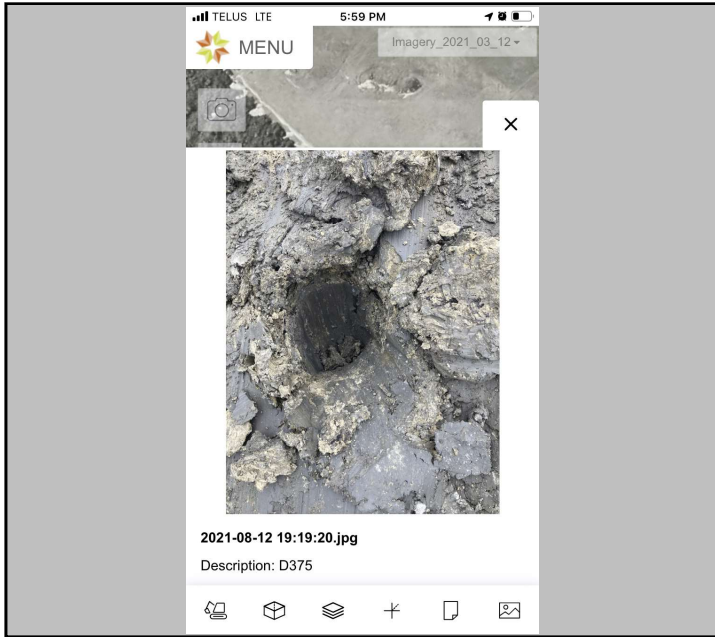 TELUS LTE 5:59 PM
MENU
Imagery_2021_03_12
2021-08-12 19:19:20.jpg
Description: D375